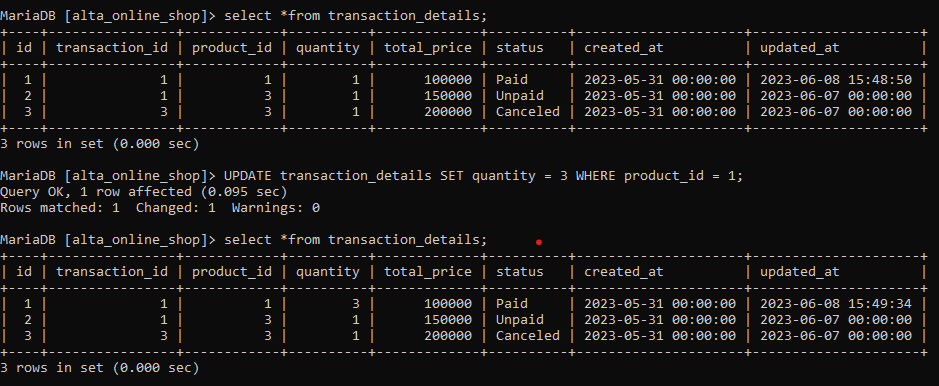 MariaDB [alta_online_shop]> select *from transaction_details;
+----+----------------+------------+----------+-------------+----------+---------------------+---------------------+
| id | transaction_id | product_id | quantity | total_price | status   | created_at          | updated_at          |
+----+----------------+------------+----------+-------------+----------+---------------------+---------------------+
|  1 |              1 |          1 |        1 |      100000 | Paid     | 2023-05-31 00:00:00 | 2023-06-08 15:48:50 |
|  2 |              1 |          3 |        1 |      150000 | Unpaid   | 2023-05-31 00:00:00 | 2023-06-07 00:00:00 |
|  3 |              3 |          3 |        1 |      200000 | Canceled | 2023-05-31 00:00:00 | 2023-06-07 00:00:00 |
+----+----------------+------------+----------+-------------+----------+---------------------+---------------------+
3 rows in set (0.000 sec)

MariaDB [alta_online_shop]> UPDATE transaction_details SET quantity = 3 WHERE product_id = 1;
Query OK, 1 row affected (0.095 sec)
Rows matched: 1  Changed: 1  Warnings: 0

MariaDB [alta_online_shop]> select *from transaction_details;
+----+----------------+------------+----------+-------------+----------+---------------------+---------------------+
| id | transaction_id | product_id | quantity | total_price | status   | created_at          | updated_at          |
+----+----------------+------------+----------+-------------+----------+---------------------+---------------------+
|  1 |              1 |          1 |        3 |      100000 | Paid     | 2023-05-31 00:00:00 | 2023-06-08 15:49:34 |
|  2 |              1 |          3 |        1 |      150000 | Unpaid   | 2023-05-31 00:00:00 | 2023-06-07 00:00:00 |
|  3 |              3 |          3 |        1 |      200000 | Canceled | 2023-05-31 00:00:00 | 2023-06-07 00:00:00 |
+----+----------------+------------+----------+-------------+----------+---------------------+---------------------+
3 rows in set (0.000 sec)